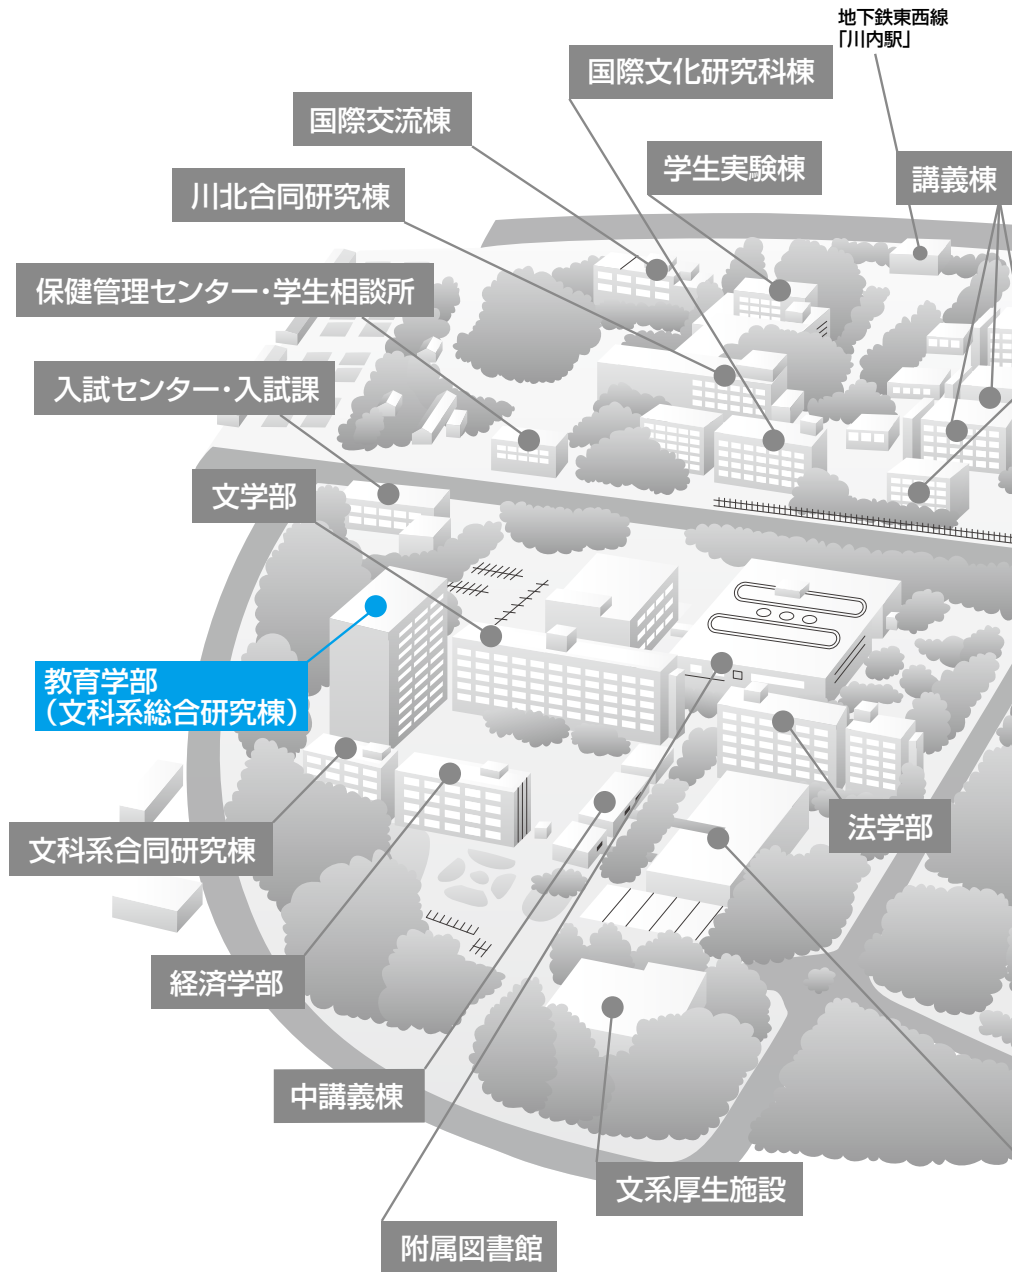 地下鉄東西線
「川内駅」
国際文化研究科棟
国際交流棟
学生実験棟
講義棟
川北合同研究棟
保健管理センター・学生相談所
入試センター・入試課
文学部
教育学部
（文科系総合研究棟）
法学部
文科系合同研究棟
経済学部
中講義棟
文系厚生施設
附属図書館